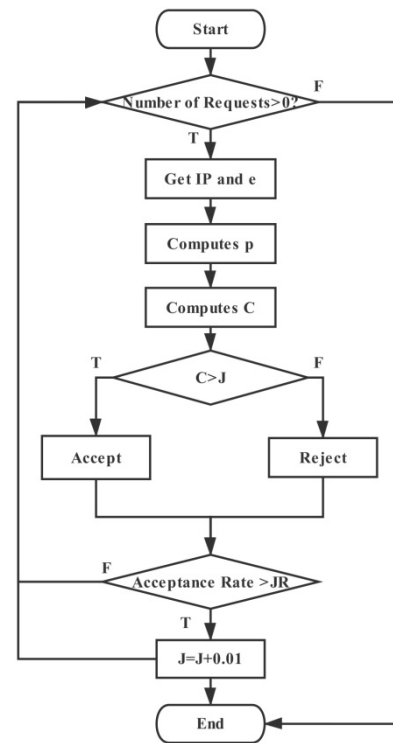 Start
Number of Requests>0?
F
T
Get IP and e
Computes p
Computes C
T
F
C>J
Accept
Reject
F
Acceptance Rate >JR
T
J=J+0.01
End